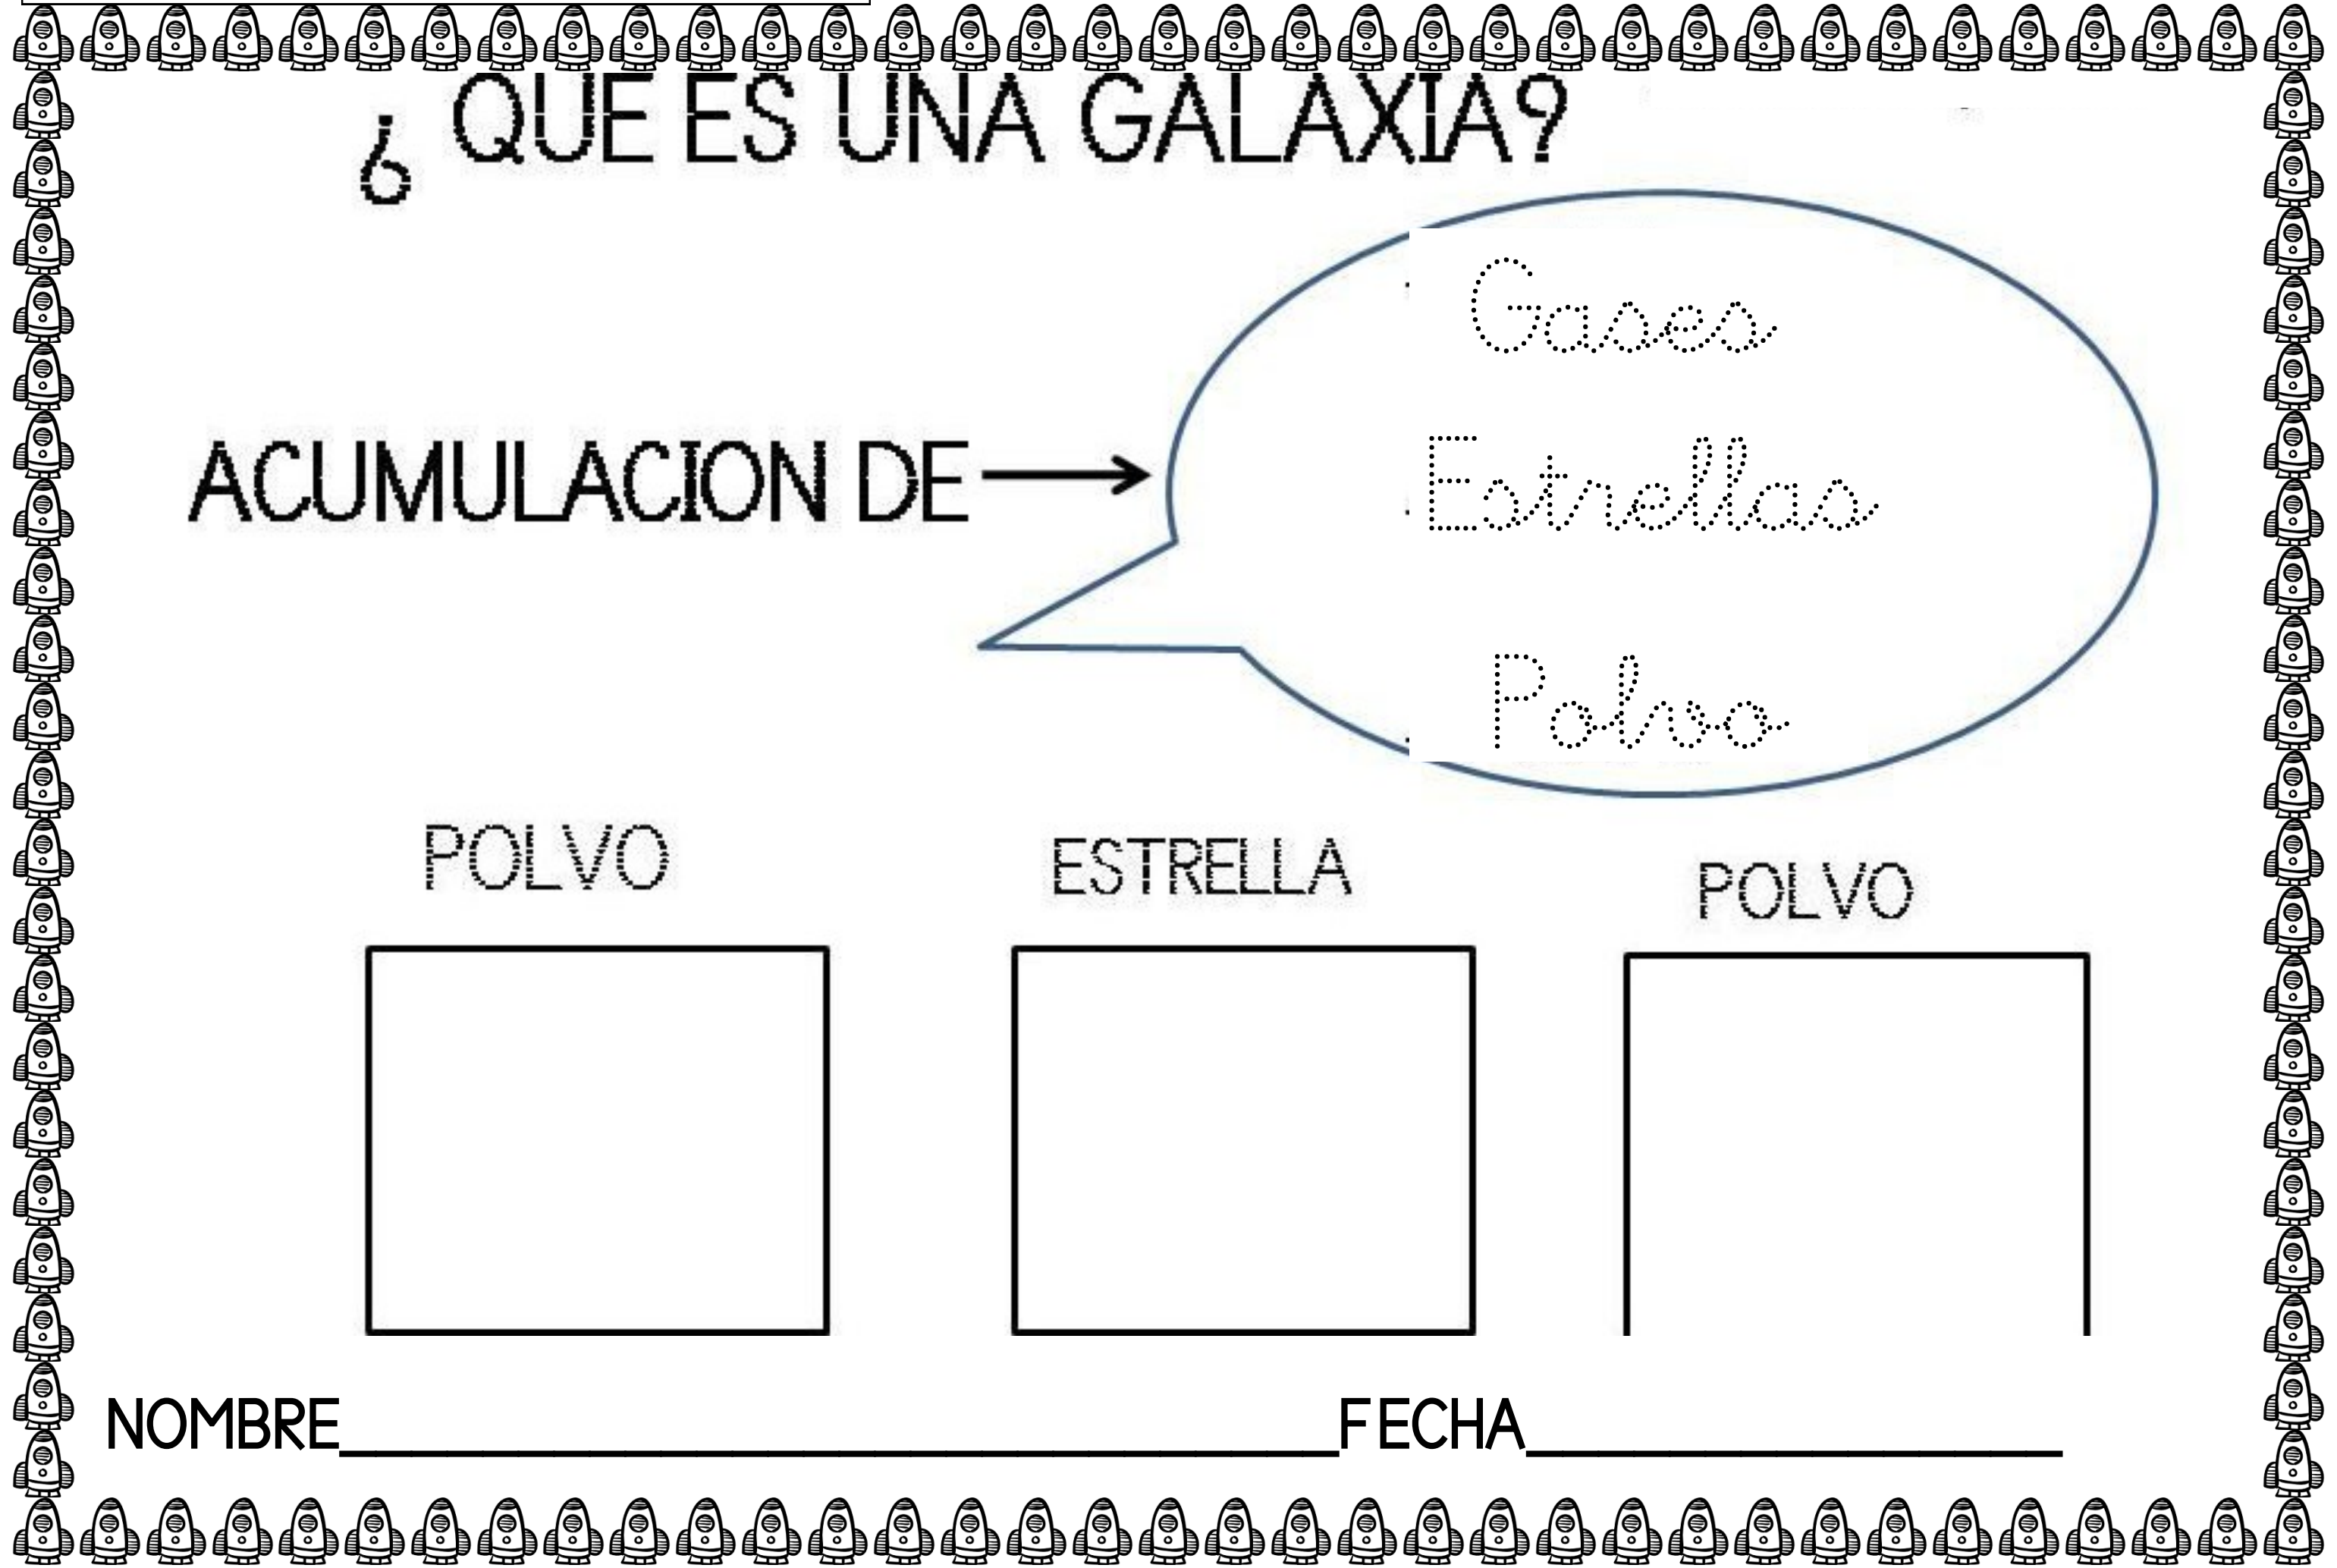 ¿ QUE ES UNA GALAXIA?
Gases
ACUMULACION DE
Estrellas
Polvo
POLVO
ESTRELLA
POLVO
NOMBRE FECHA